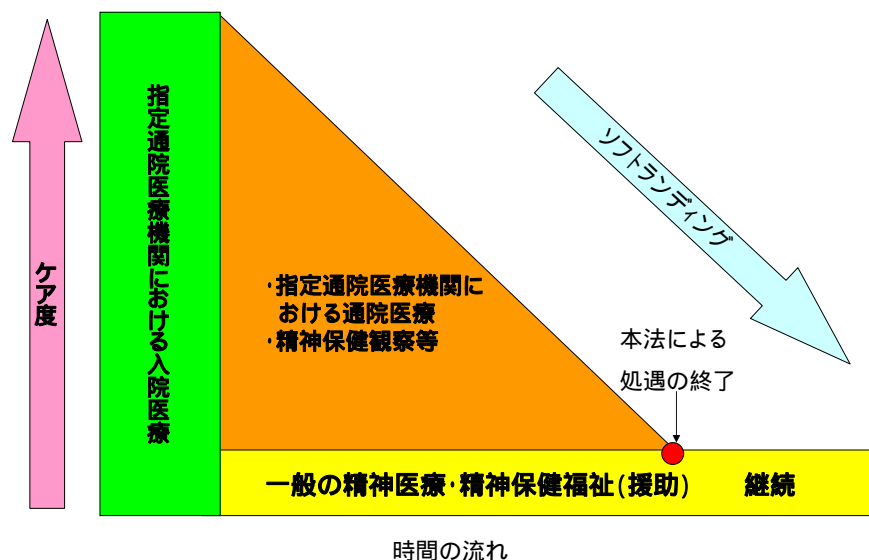 ケア度
指定通院医療機関における入院医療
ソフトランディング
・指定通院医療機関に
おける通院医療
・精神保健観察等
本法による
処遇の終了
一般の精神医療・精神保健福祉(援助) 継続
時間の流れ